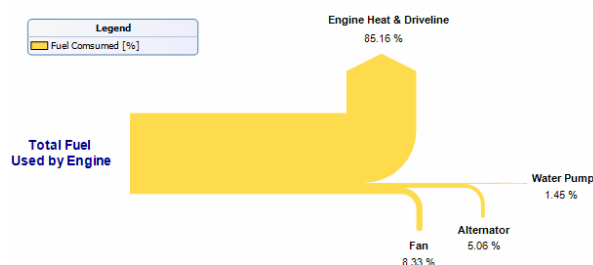 Legend
Fuel Comsumed [%]
Engine Heat & Driveline
85.16 %
Total Fuel
Used by Engine
Water Pump
1.45 %
Alternator
5.06 %
Fan
8.33 %